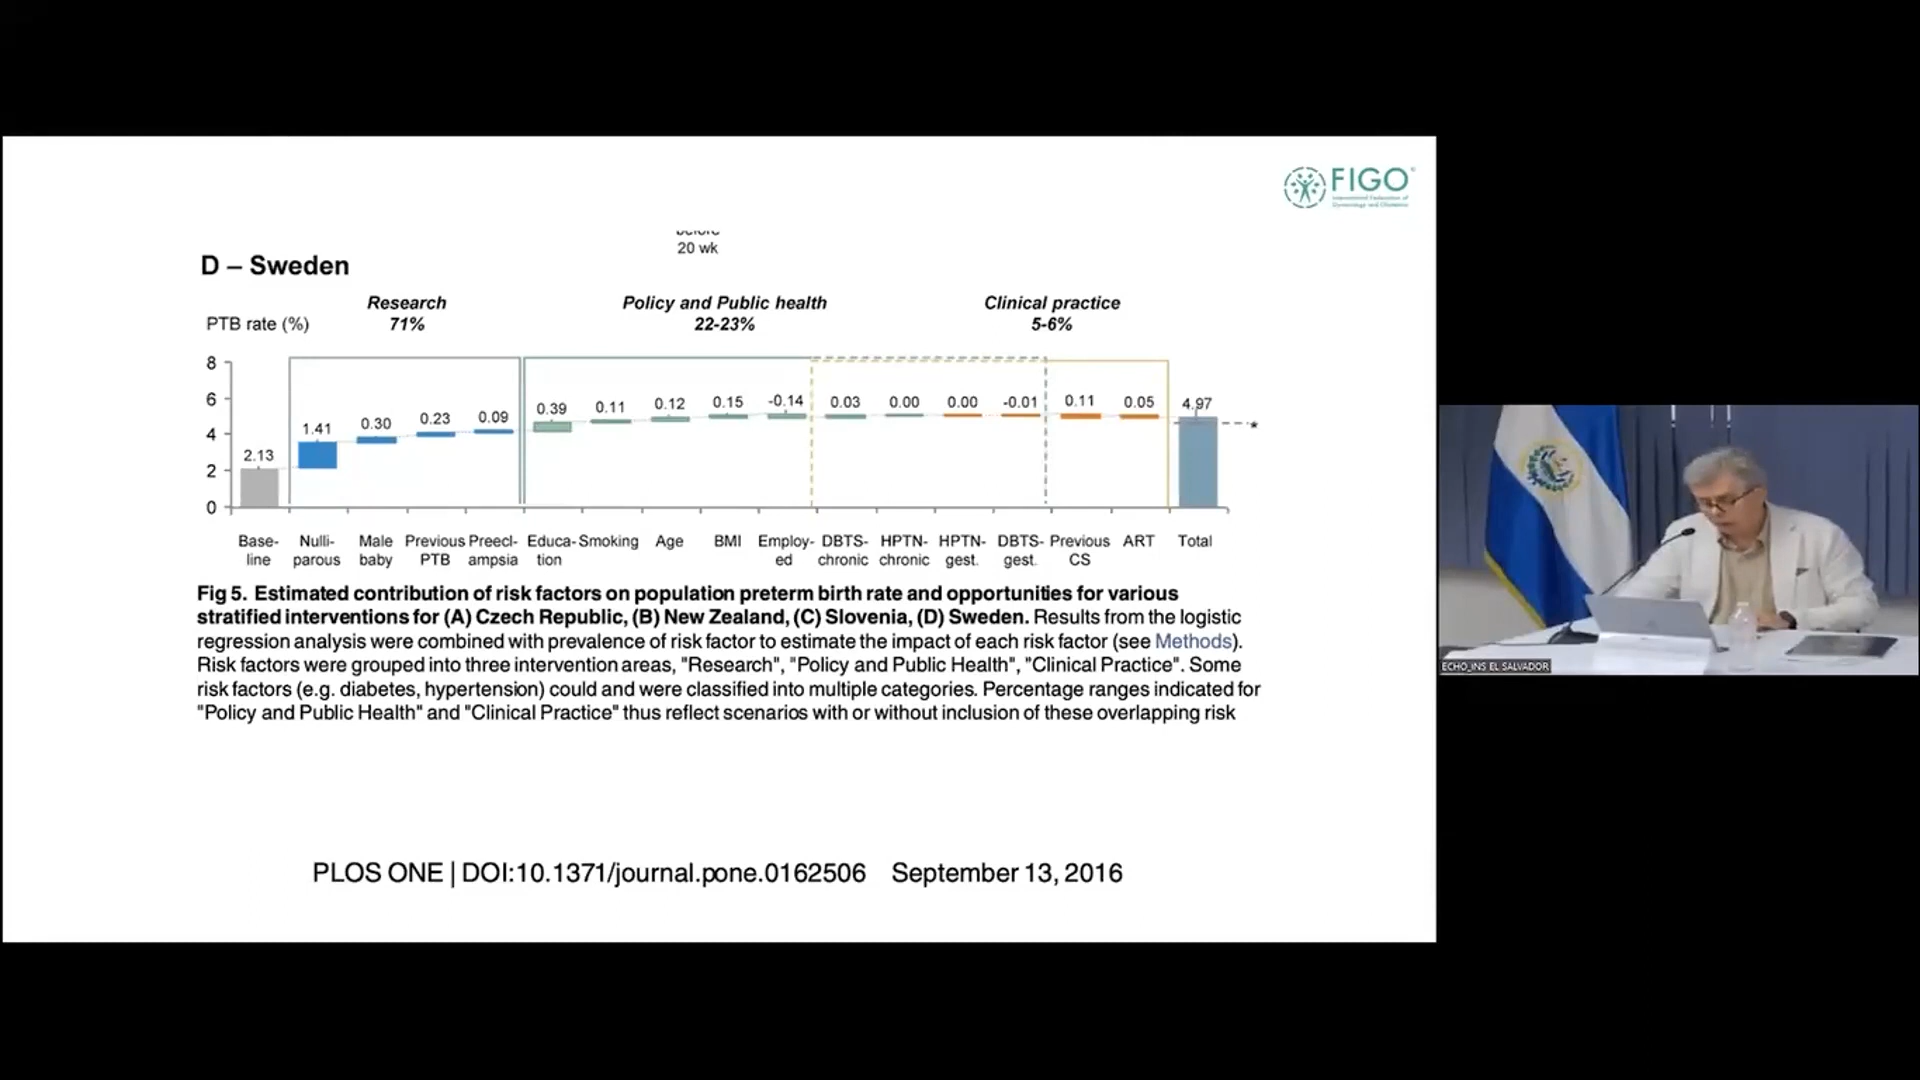 FIGO
International Federation of
Gynecology and Obstetrics
before
20 wk
D – Sweden
Research
71%
Policy and Public health
22-23%
Clinical practice
5-6%
PTB rate (%)
8
6
4
2
0
2.13
1.41
0.30
0.23
0.09
0.39
0.11
0.12
0.15
-0.14
0.03
0.00
0.00
-0.01
0.11
0.05
4.97
*
Base-
line
Nulli-
parous
Male
baby
Previous
PTB
Preecl-
ampsia
Educa-
tion
Smoking
Age
BMI
Employ-
ed
DBTS-
chronic
HPTN-
chronic
HPTN-
gest.
DBTS-
gest.
Previous
CS
ART
Total
Fig 5. Estimated contribution of risk factors on population preterm birth rate and opportunities for various
stratified interventions for (A) Czech Republic, (B) New Zealand, (C) Slovenia, (D) Sweden. Results from the logistic
regression analysis were combined with prevalence of risk factor to estimate the impact of each risk factor (see Methods).
Risk factors were grouped into three intervention areas, "Research", "Policy and Public Health", "Clinical Practice". Some
risk factors (e.g. diabetes, hypertension) could and were classified into multiple categories. Percentage ranges indicated for
"Policy and Public Health" and "Clinical Practice" thus reflect scenarios with or without inclusion of these overlapping risk
PLOS ONE | DOI:10.1371/journal.pone.0162506 September 13, 2016
ECHO_INS EL SALVADOR